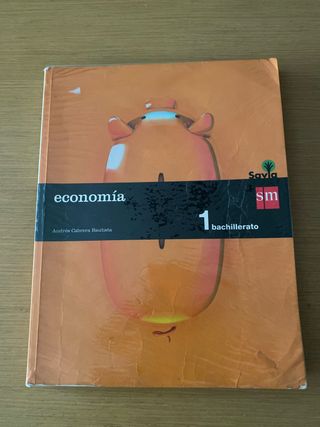 Savia
economía
sm
Andrés Cabrera Bautista
1 bachillerato